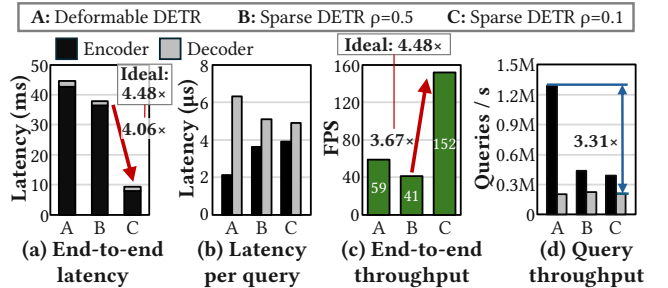 A: Deformable DETR B: Sparse DETR ρ=0.5 C: Sparse DETR ρ=0.1
Encoder Decoder
Ideal: 4.48×
Latency (ms)
50
40
30
20
10
0
Ideal:
4.48×
4.06×
A B C
(a) End-to-end
latency
Latency (μs)
8
6
4
2
0
A B C
(b) Latency
per query
FPS
160
120
80
40
0
3.67×
59
41
152
A B C
(c) End-to-end
throughput
Queries / s
1.5M
1.2M
0.9M
0.6M
0.3M
0
3.31×
A B C
(d) Query
throughput